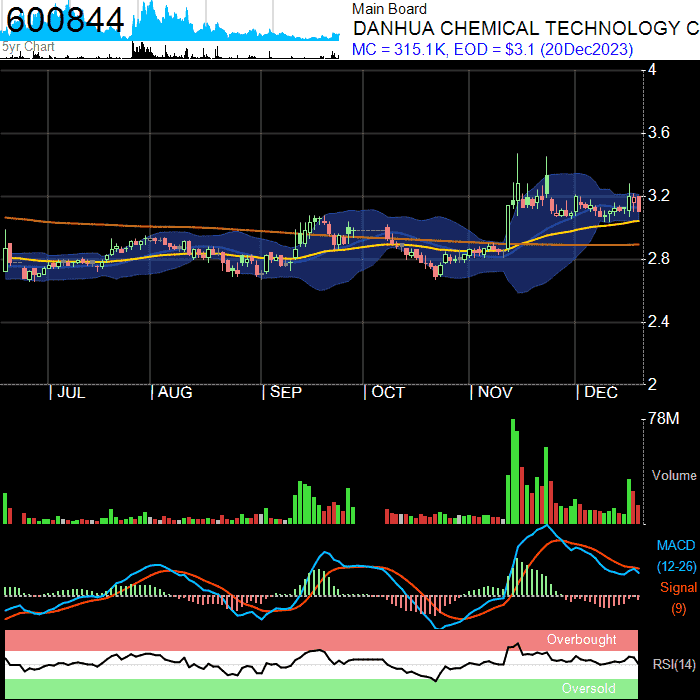 600844
5yr Chart
Main Board
DANHUA CHEMICAL TECHNOLOGY C
MC = 315.1K, EOD = $3.1 (20Dec2023)
4
3.6
3.2
2.8
2.4
2
JUL
AUG
SEP
OCT
NOV
DEC
78M
Volume
MACD
(12-26)
Signal
(9)
Overbought
RSI(14)
Oversold